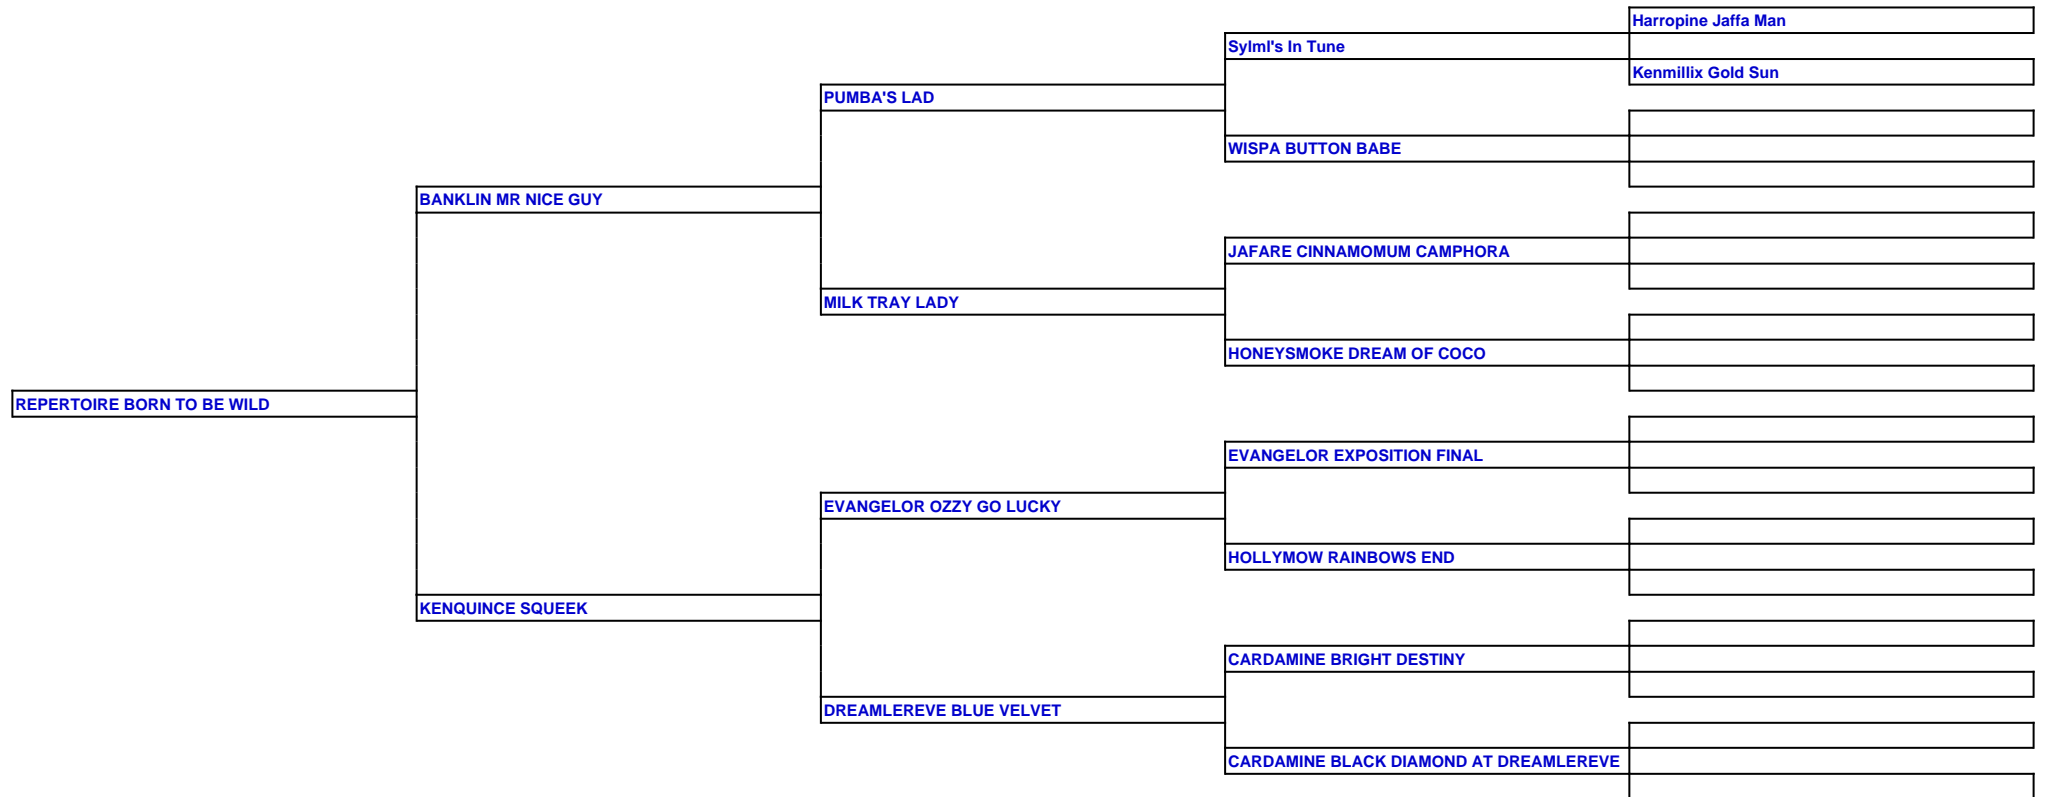 Harropine Jaffa Man
Sylml's In Tune
Kenmillix Gold Sun
PUMBA'S LAD
WISPA BUTTON BABE
BANKLIN MR NICE GUY
JAFARE CINNAMOMUM CAMPHORA
MILK TRAY LADY
HONEYSMOKE DREAM OF COCO
REPERTOIRE BORN TO BE WILD
EVANGELOR EXPOSITION FINAL
EVANGELOR OZZY GO LUCKY
HOLLYMOW RAINBOWS END
KENQUINCE SQUEEK
CARDAMINE BRIGHT DESTINY
DREAMLEREVE BLUE VELVET
CARDAMINE BLACK DIAMOND AT DREAMLEREVE